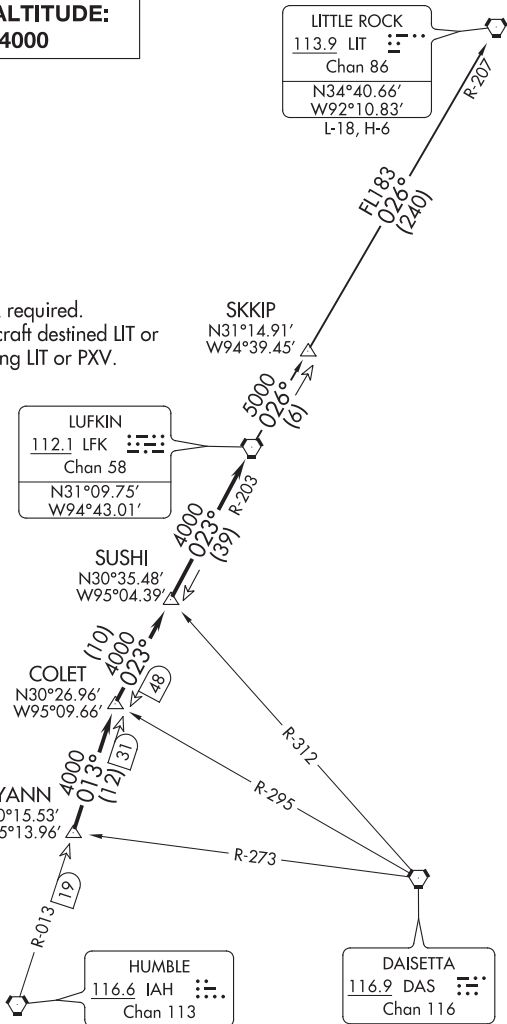 ALTITUDE:
4000
LITTLE ROCK
113.9 LIT
Chan 86
N34°40.66'
W92°10.83'
L-18, H-6
R-207
FL183
026°
(240)
required.
craft destined LIT or
ng LIT or PXV.
SKKIP
N31°14.91'
W94°39.45'
5000
026°
(6)
LUFKIN
112.1 LFK
Chan 58
N31°09.75'
W94°43.01'
R-203
4000
023°
(39)
SUSHI
N30°35.48'
W95°04.39'
(10)
4000
023°
48
COLET
N30°26.96'
W95°09.66'
31
4000
013°
(12)
YANN
0°15.53'
5°13.96'
R-312
R-295
R-273
R-013
19
HUMBLE
116.6 IAH
Chan 113
DAISETTA
116.9 DAS
Chan 116